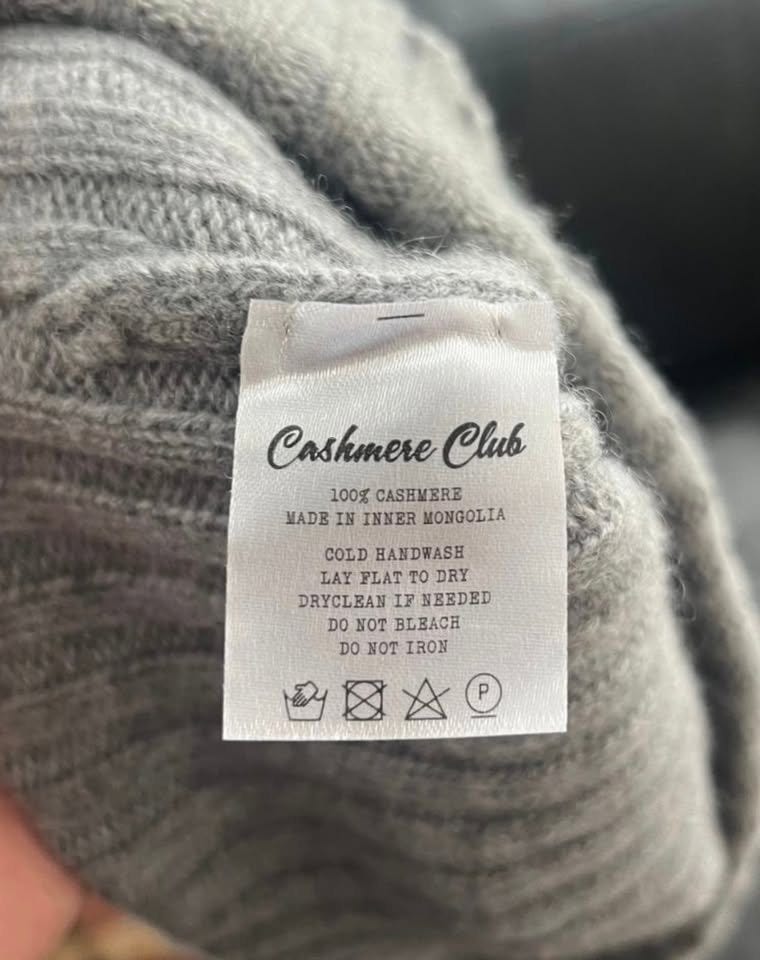 Cashmere Club
100% CASHMERE
MADE IN INNER MONGOLIA
COLD HANDWASH
LAY FLAT TO DRY
DRYCLEAN IF NEEDED
DO NOT BLEACH
DO NOT IRON
P